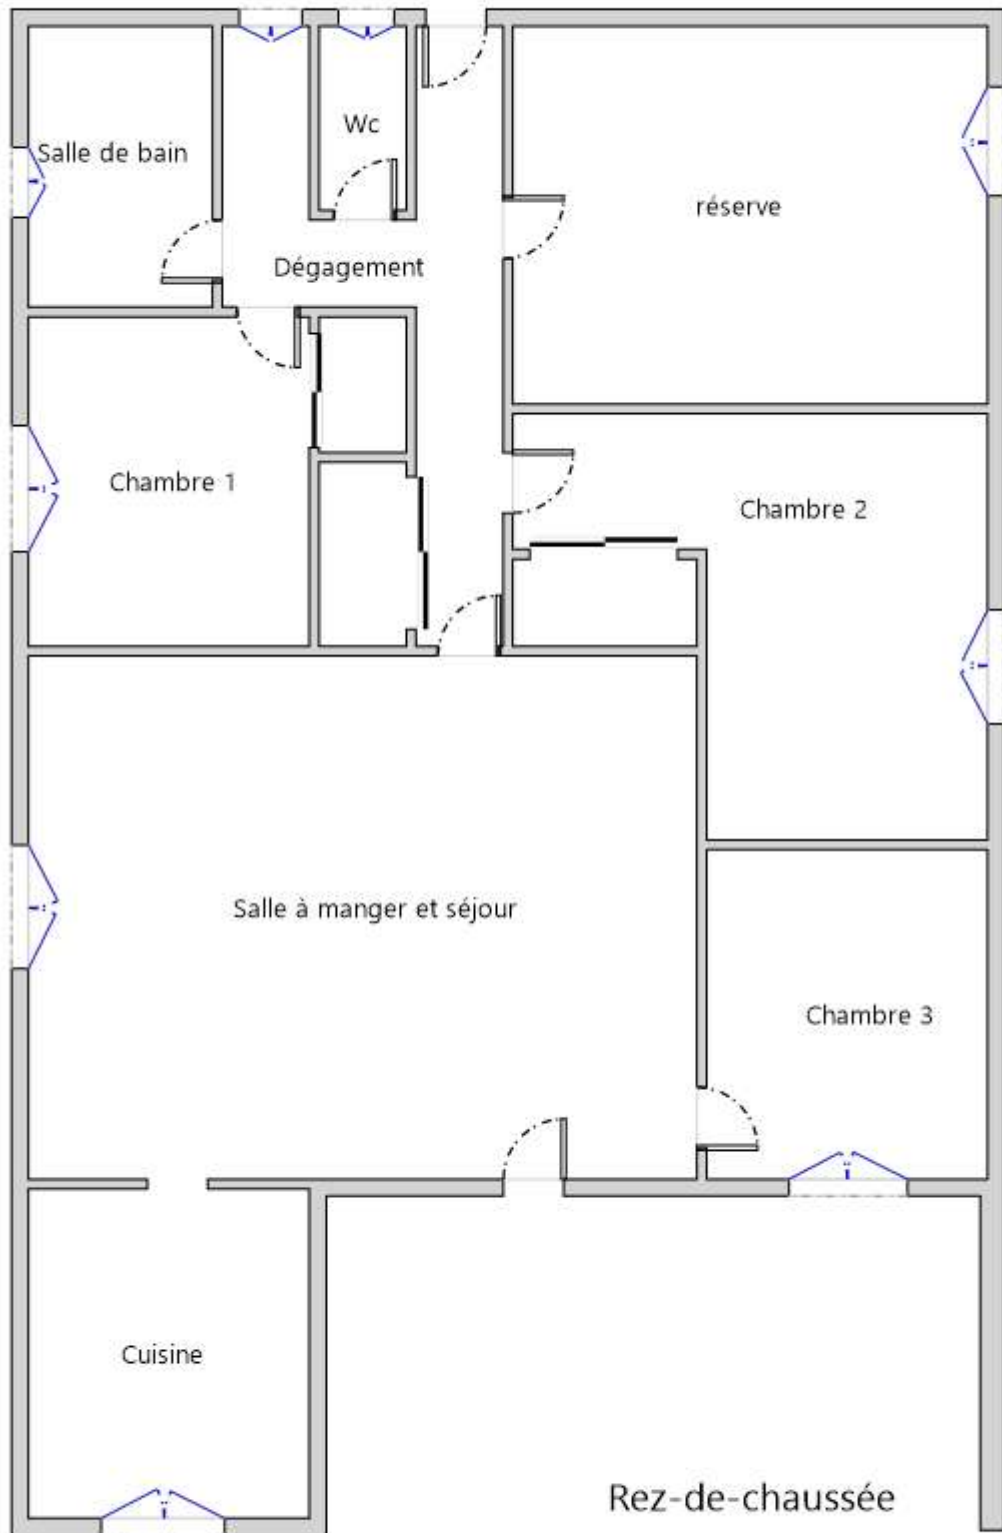 Wc
Salle de bain
réserve
Dégagement
Chambre 1
Chambre 2
Salle à manger et séjour
Chambre 3
Cuisine
Rez-de-chaussée